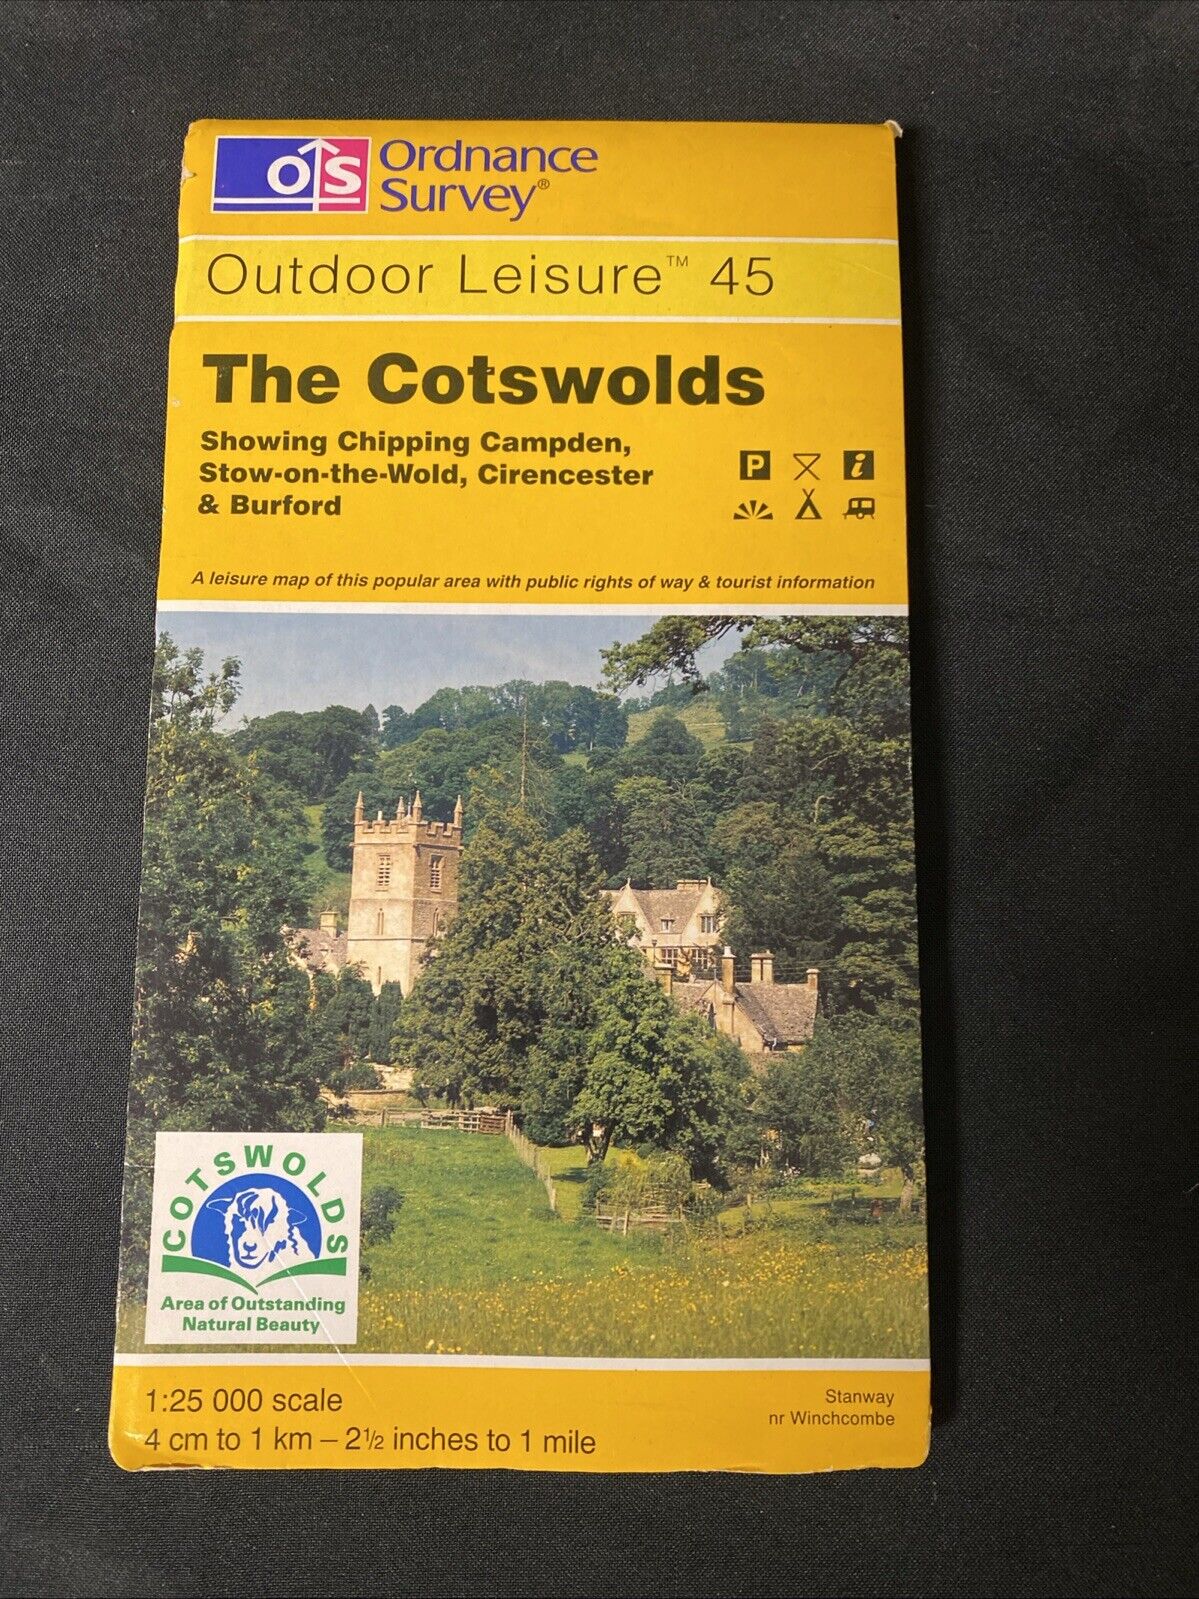 OS Ordnance
Survey®
Outdoor Leisure™ 45
The Cotswolds
Showing Chipping Campden,
Stow-on-the-Wold, Cirencester
& Burford
P i
A leisure map of this popular area with public rights of way & tourist information
COTSWOLDS
Area of Outstanding
Natural Beauty
1:25 000 scale
4 cm to 1 km – 2½ inches to 1 mile
Stanway
nr Winchcombe